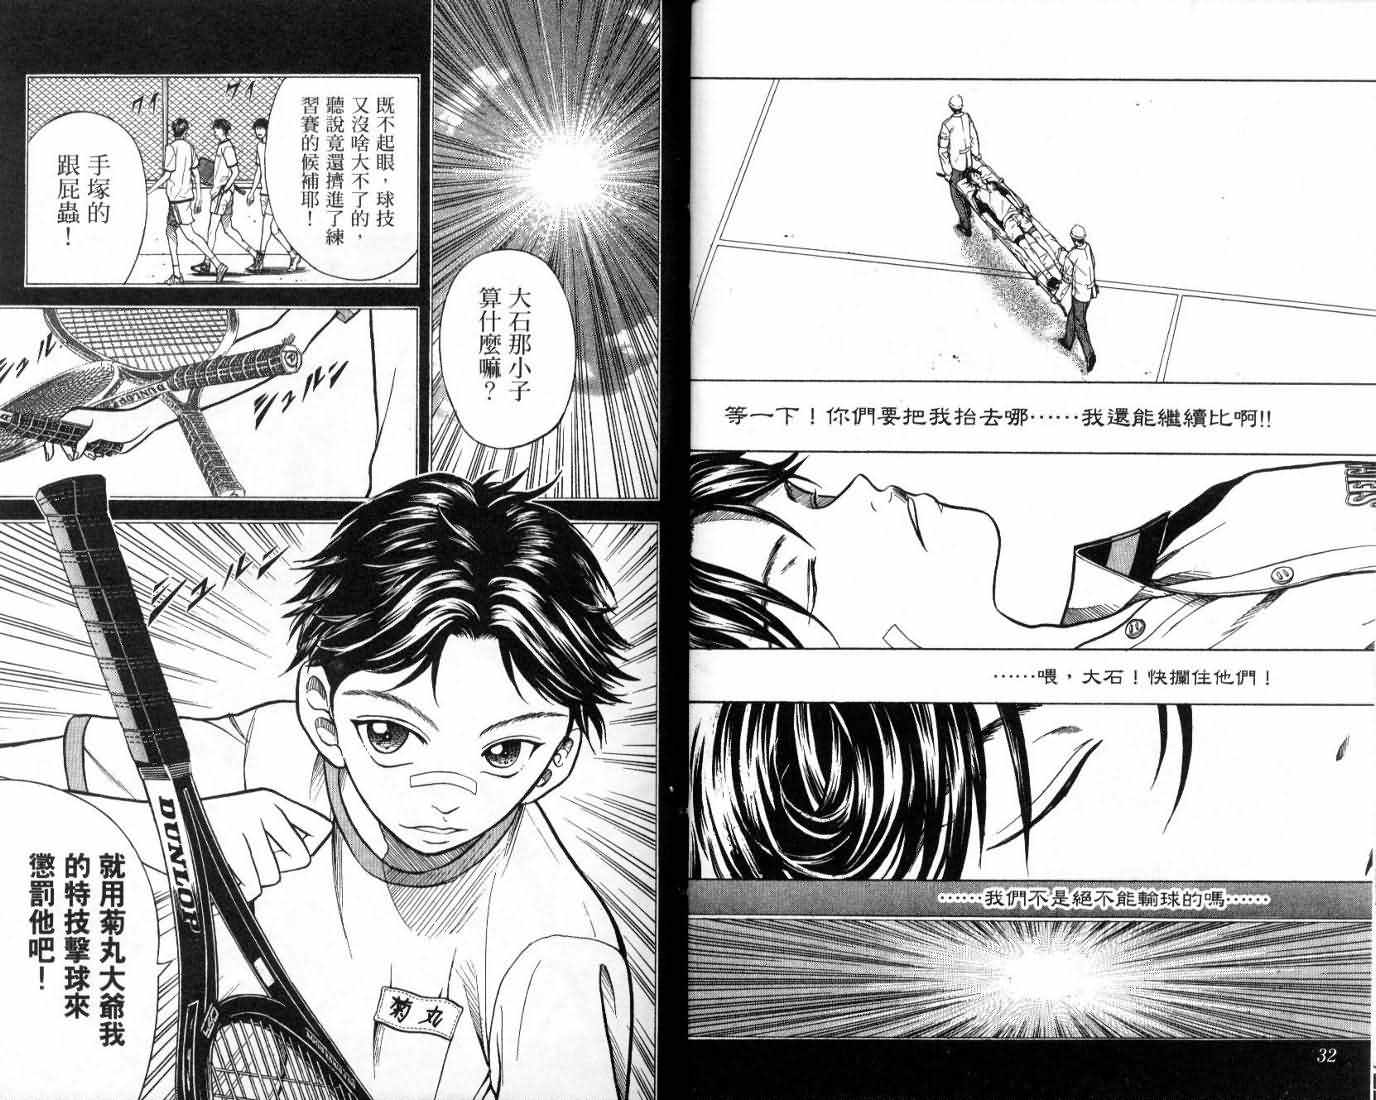 等一下！你們要把我抬去哪……我還能繼續比啊!!
……喂，大石！快攔住他們！
……我們不是絕不能輸球的嗎……
32
大石那小子
算什麼嘛？
既不起眼，球技
又沒啥大不了的，
聽說竟還擠進了練
習賽的候補耶！
手塚的
跟屁蟲！
クイ
クイ
DUNLOP
DUNLOP
菊丸
就用菊丸大爺我
的特技擊球來
懲罰他吧！